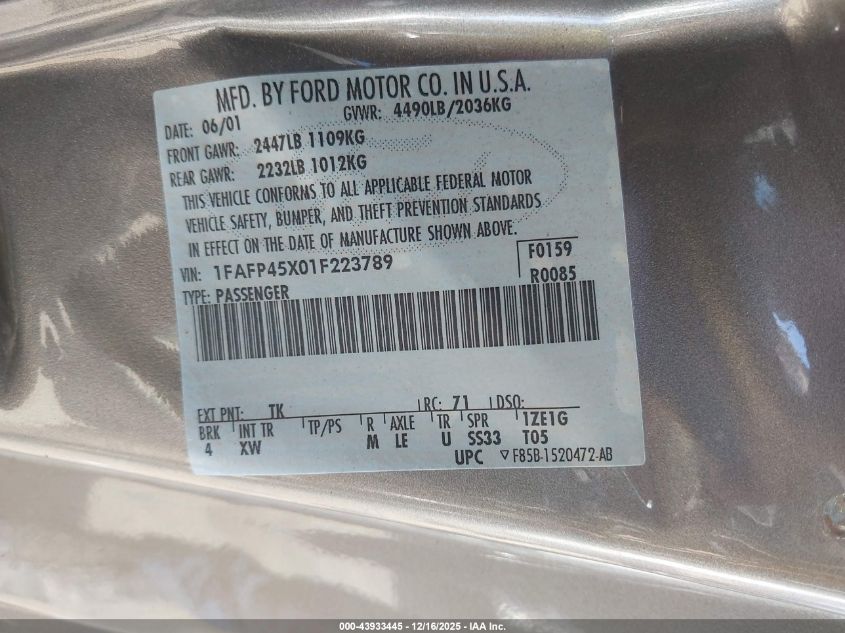 MFD. BY FORD MOTOR CO. IN U.S.A.
DATE: 06/01 GVWR: 4490LB/2036KG
FRONT GAWR: 2447LB 1109KG
REAR GAWR: 2232LB 1012KG
THIS VEHICLE CONFORMS TO ALL APPLICABLE FEDERAL MOTOR
VEHICLE SAFETY, BUMPER, AND THEFT PREVENTION STANDARDS
IN EFFECT ON THE DATE OF MANUFACTURE SHOWN ABOVE.
VIN: 1FAFP45X01F223789 F0159
TYPE: PASSENGER R0085
EXT PNT: TK RC: 71 DSO:
BRK INT TR TP/PS R AXLE TR SPR 1ZE1G
4 XW M LE U SS33 T05
UPC F85B-1520472-AB
000-43933445 - 12/16/2025 - IAA Inc.